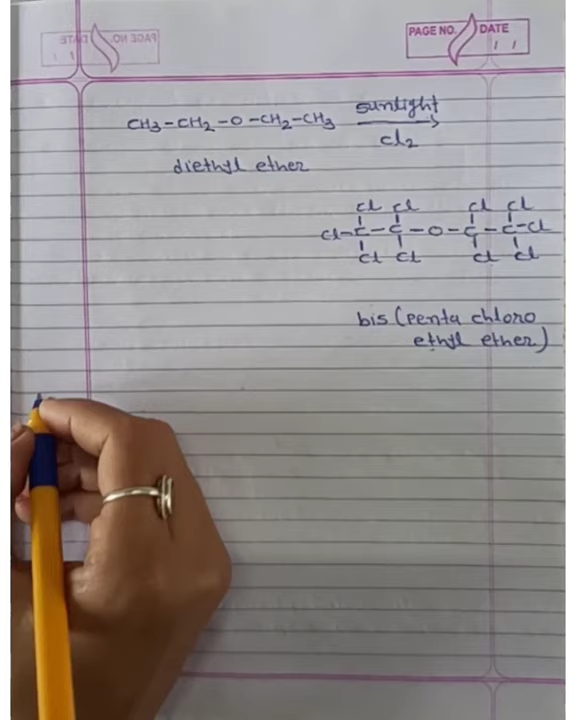 PAGE NO. DATE
/ /
CH3-CH2-O-CH2-CH3 sunlight
Cl2
diethyl ether
Cl Cl Cl Cl
Cl-C-C-O-C-C-Cl
Cl Cl Cl Cl
bis (penta chloro
ethyl ether)